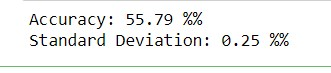 Accuracy: 55.79 %%
Standard Deviation: 0.25 %%